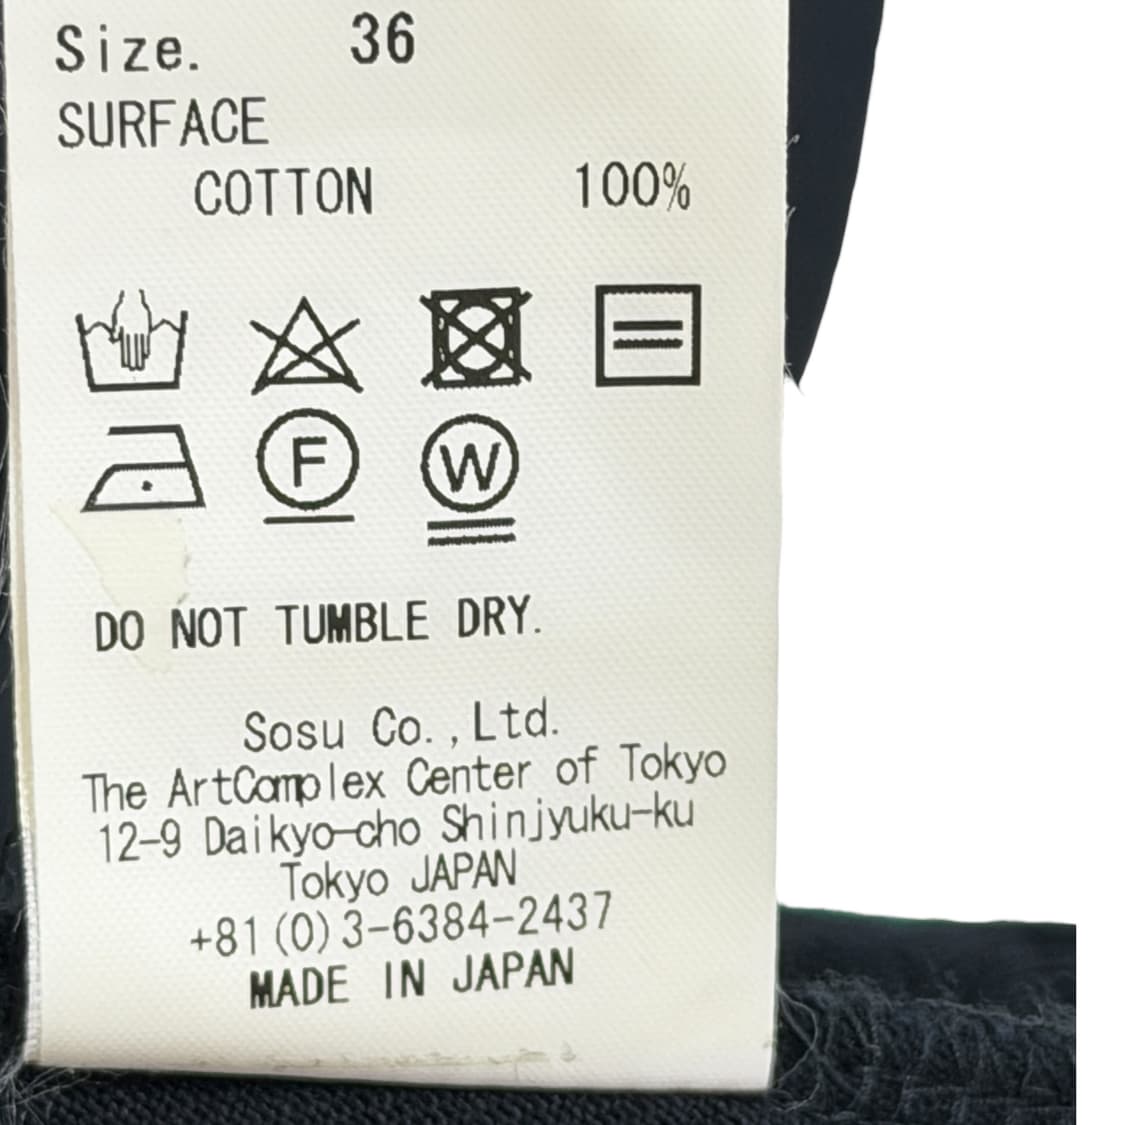 Size. 36
SURFACE
COTTON 100%
F W
DO NOT TUMBLE DRY.
Sosu Co.,Ltd.
The ArtComplex Center of Tokyo
12-9 Daikyo-cho Shinjyuku-ku
Tokyo JAPAN
+81(0)3-6384-2437
MADE IN JAPAN